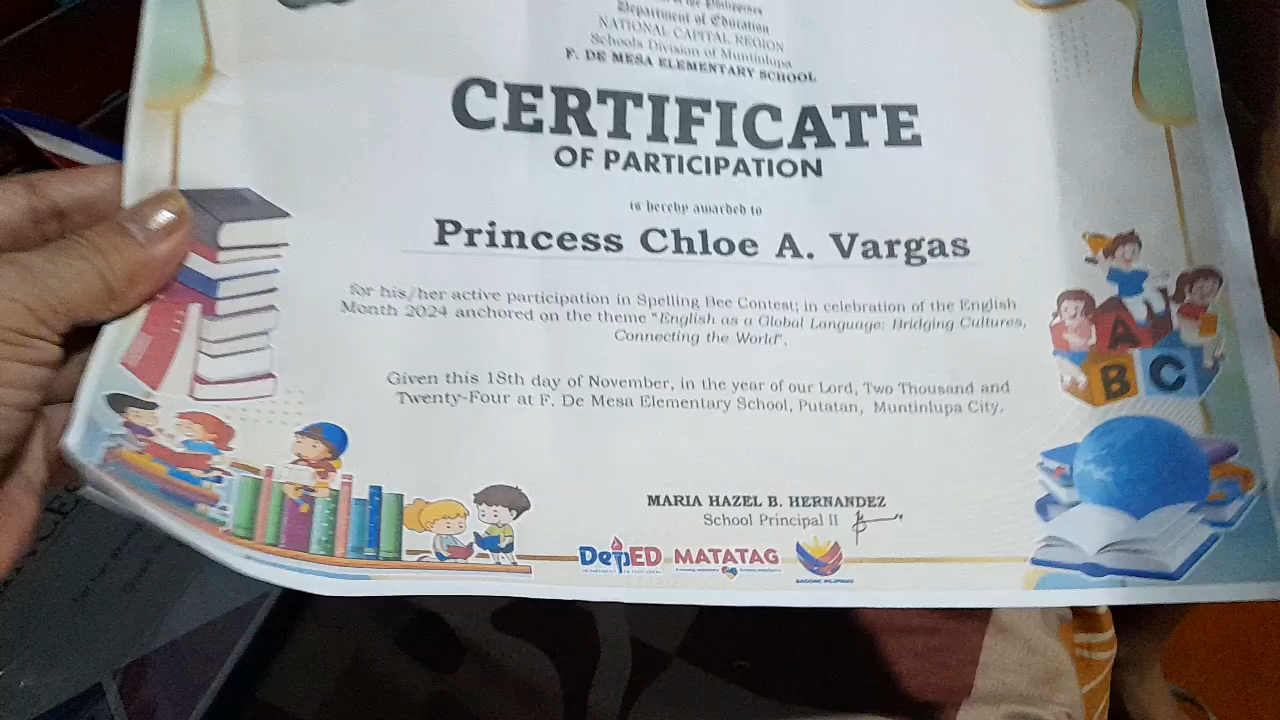 Department of Education
NATIONAL CAPITAL REGION
Schools Division of Muntinlupa
F. DE MESA ELEMENTARY SCHOOL
CERTIFICATE
OF PARTICIPATION
is hereby awarded to
Princess Chloe A. Vargas
for his/her active participation in Spelling Bee Contest; in celebration of the English
Month 2024 anchored on the theme "English as a Global Language: Bridging Cultures,
Connecting the World".
Given this 18th day of November, in the year of our Lord, Two Thousand and
Twenty-Four at F. De Mesa Elementary School, Putatan, Muntinlupa City.
A
B C
MARIA HAZEL B. HERNANDEZ
School Principal II
DepED MATATAG
BAGONG PILIPINAS